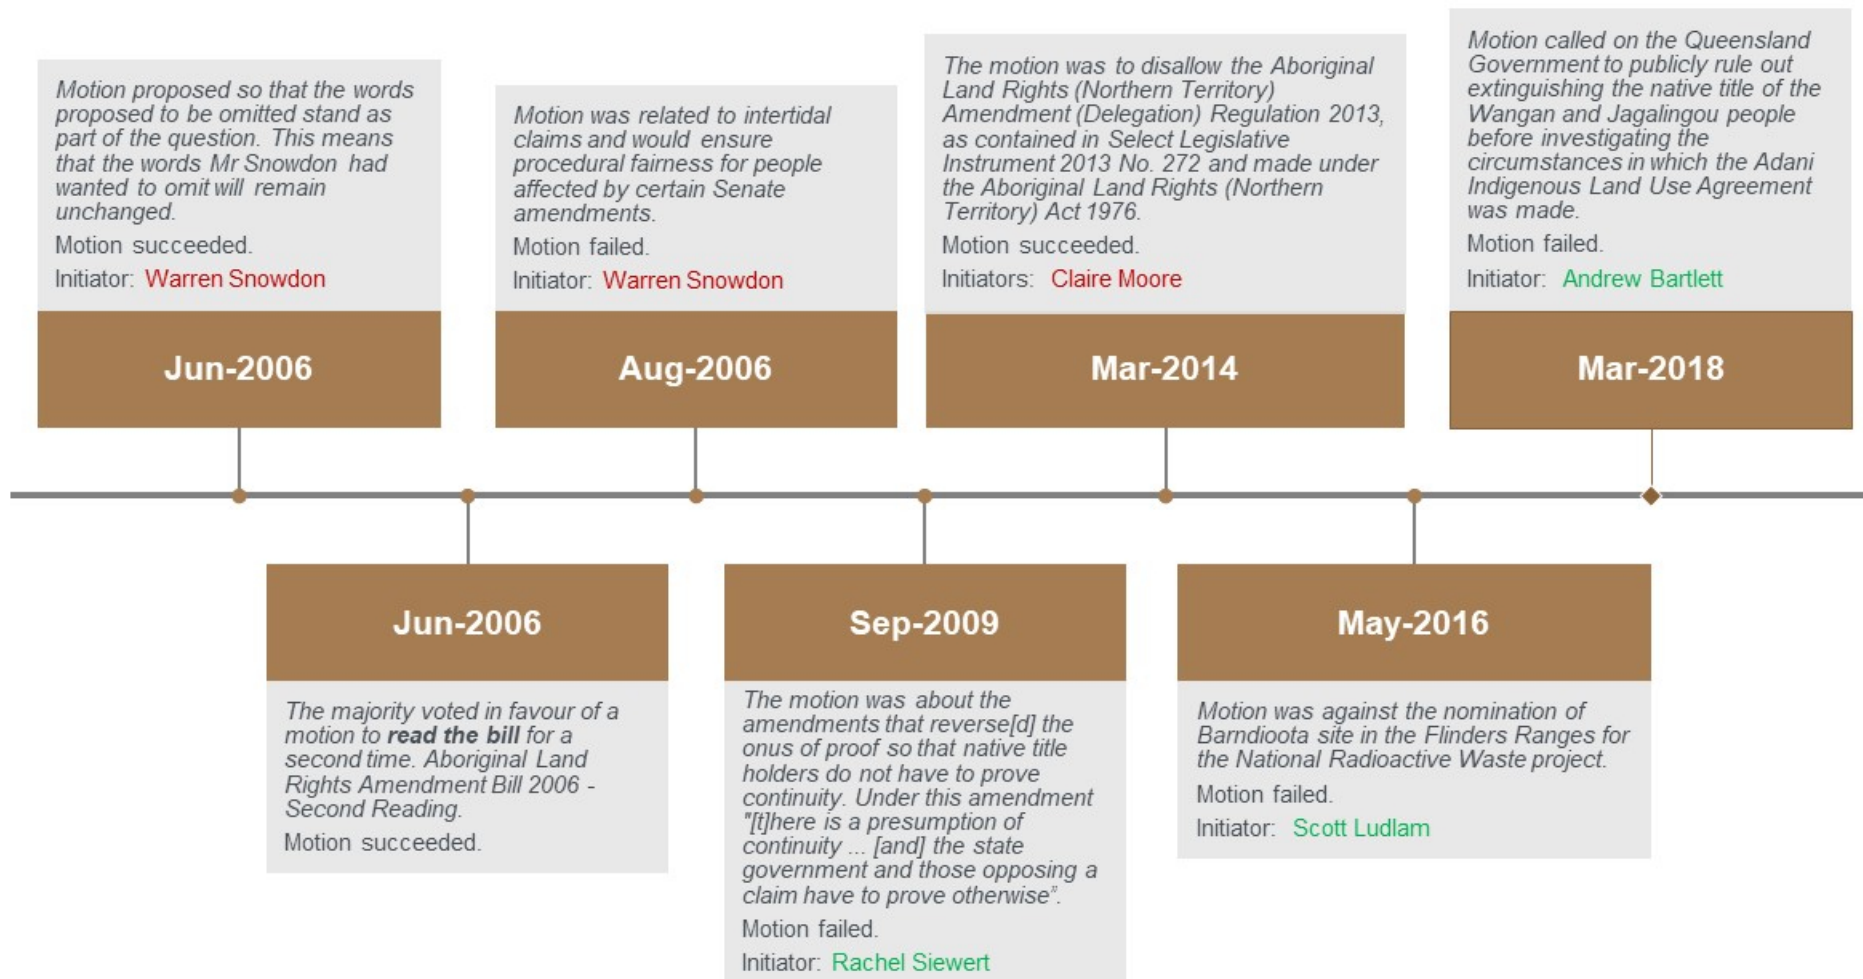 Motion proposed so that the words
proposed to be omitted stand as
part of the question. This means
that the words Mr Snowdon had
wanted to omit will remain
unchanged.
Motion succeeded.
Initiator: Warren Snowdon
Jun-2006
Motion was related to intertidal
claims and would ensure
procedural fairness for people
affected by certain Senate
amendments.
Motion failed.
Initiator: Warren Snowdon
Aug-2006
The motion was to disallow the Aboriginal
Land Rights (Northern Territory)
Amendment (Delegation) Regulation 2013,
as contained in Select Legislative
Instrument 2013 No. 272 and made under
the Aboriginal Land Rights (Northern
Territory) Act 1976.
Motion succeeded.
Initiators: Claire Moore
Mar-2014
Motion called on the Queensland
Government to publicly rule out
extinguishing the native title of the
Wangan and Jagalingou people
before investigating the
circumstances in which the Adani
Indigenous Land Use Agreement
was made.
Motion failed.
Initiator: Andrew Bartlett
Mar-2018
Jun-2006
The majority voted in favour of a
motion to read the bill for a
second time. Aboriginal Land
Rights Amendment Bill 2006 -
Second Reading.
Motion succeeded.
Sep-2009
The motion was about the
amendments that reverse[d] the
onus of proof so that native title
holders do not have to prove
continuity. Under this amendment
"[t]here is a presumption of
continuity ... [and] the state
government and those opposing a
claim have to prove otherwise”.
Motion failed.
Initiator: Rachel Siewert
May-2016
Motion was against the nomination of
Barndioota site in the Flinders Ranges for
the National Radioactive Waste project.
Motion failed.
Initiator: Scott Ludlam